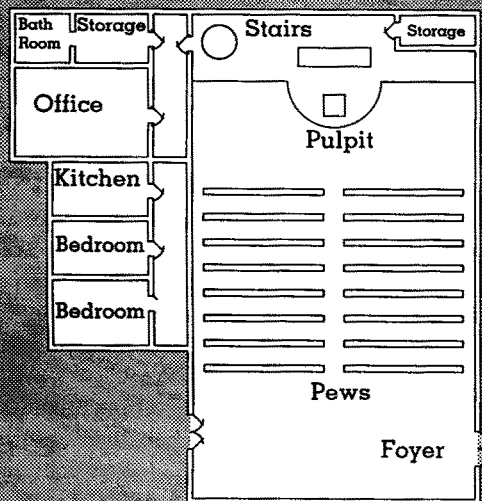 Bath Storage
Room
Stairs
Storage
Office
Pulpit
Kitchen
Bedroom
Bedroom
Pews
Foyer